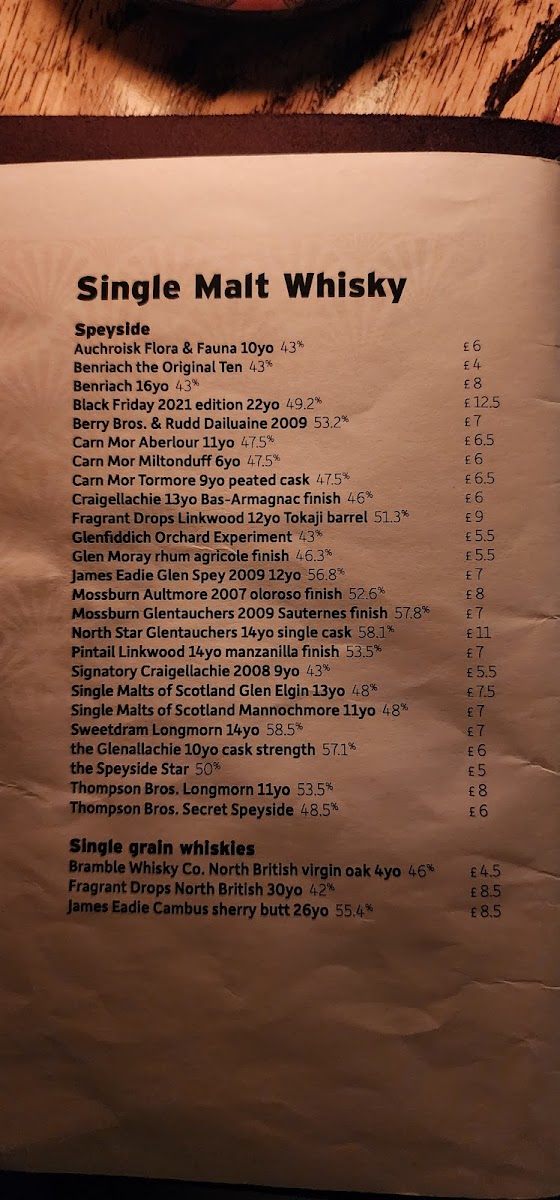 Single Malt Whisky
Speyside
Auchroisk Flora & Fauna 10yo 43% £6
Benriach the Original Ten 43% £4
Benriach 16yo 43% £8
Black Friday 2021 edition 22yo 49.2% £12.5
Berry Bros. & Rudd Dailuaine 2009 53.2% £7
Carn Mor Aberlour 11yo 47.5% £6.5
Carn Mor Miltonduff 6yo 47.5% £6
Carn Mor Tormore 9yo peated cask 47.5% £6.5
Craigellachie 13yo Bas-Armagnac finish 46% £6
Fragrant Drops Linkwood 12yo Tokaji barrel 51.3% £9
Glenfiddich Orchard Experiment 43% £5.5
Glen Moray rhum agricole finish 46.3% £5.5
James Eadie Glen Spey 2009 12yo 56.8% £7
Mossburn Aultmore 2007 oloroso finish 52.6% £8
Mossburn Glentauchers 2009 Sauternes finish 57.8% £7
North Star Glentauchers 14yo single cask 58.1% £11
Pintail Linkwood 14yo manzanilla finish 53.5% £7
Signatory Craigellachie 2008 9yo 43% £5.5
Single Malts of Scotland Glen Elgin 13yo 48% £7.5
Single Malts of Scotland Mannochmore 11yo 48% £7
Sweetdram Longmorn 14yo 58.5% £7
the Glenallachie 10yo cask strength 57.1% £6
the Speyside Star 50% £5
Thompson Bros. Longmorn 11yo 53.5% £8
Thompson Bros. Secret Speyside 48.5% £6
Single grain whiskies
Bramble Whisky Co. North British virgin oak 4yo 46% £4.5
Fragrant Drops North British 30yo 42% £8.5
James Eadie Cambus sherry butt 26yo 55.4% £8.5